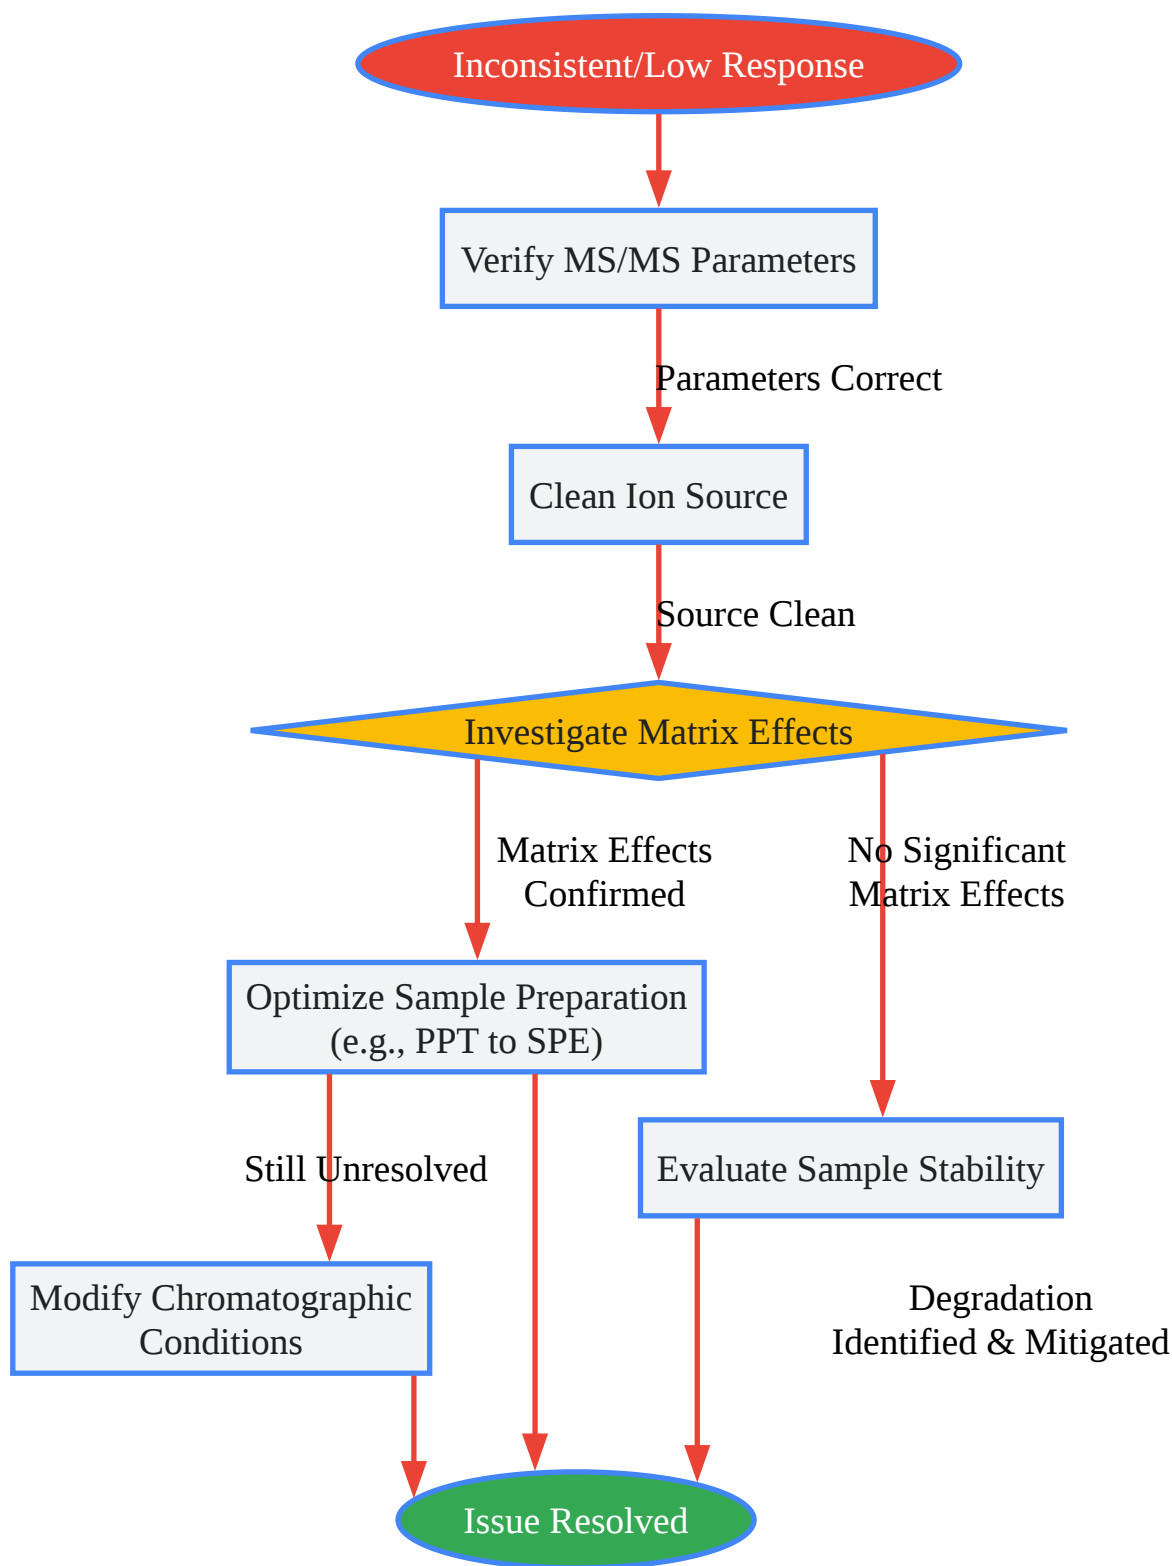 Inconsistent/Low Response
Verify MS/MS Parameters
Parameters Correct
Clean Ion Source
Source Clean
Investigate Matrix Effects
Matrix Effects
Confirmed
No Significant
Matrix Effects
Optimize Sample Preparation
(e.g., PPT to SPE)
Still Unresolved
Evaluate Sample Stability
Modify Chromatographic
Conditions
Degradation
Identified & Mitigated
Issue Resolved